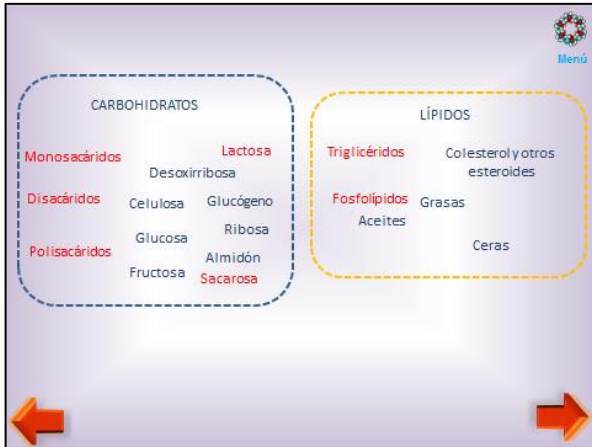 Menú
CARBOHIDRATOS
Monosacáridos
Lactosa
Desoxirribosa
Disacáridos
Celulosa
Glucógeno
Ribosa
Glucosa
Polisacáridos
Almidón
Fructosa
Sacarosa
LÍPIDOS
Triglicéridos
Colesterol y otros
esteroides
Fosfolípidos
Grasas
Aceites
Ceras